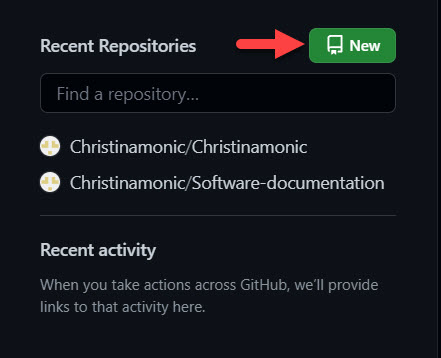 Recent Repositories
New
Find a repository...
Christinamonic/Christinamonic
Christinamonic/Software-documentation
Recent activity
When you take actions across GitHub, we'll provide
links to that activity here.